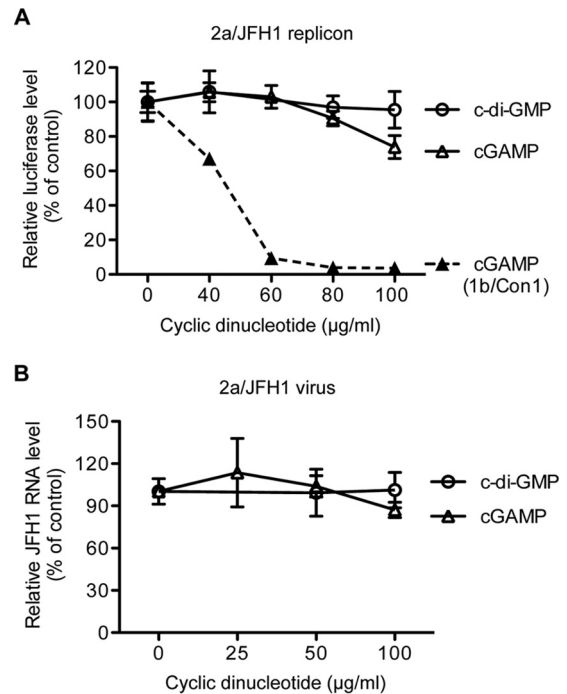 A
2a/JFH1 replicon
Relative luciferase level
(% of control)
120
100
80
60
40
20
0
0 40 60 80 100
Cyclic dinucleotide (µg/ml)
c-di-GMP
cGAMP
cGAMP
(1b/Con1)
B
2a/JFH1 virus
Relative JFH1 RNA level
(% of control)
150
120
90
60
30
0
0 25 50 100
Cyclic dinucleotide (µg/ml)
c-di-GMP
cGAMP